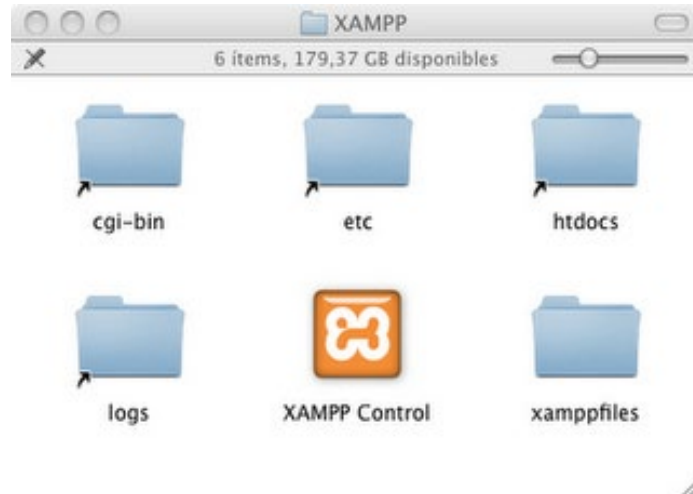 XAMPP
6 ítems, 179,37 GB disponibles
cgi-bin
etc
htdocs
logs
XAMPP Control
xamppfiles